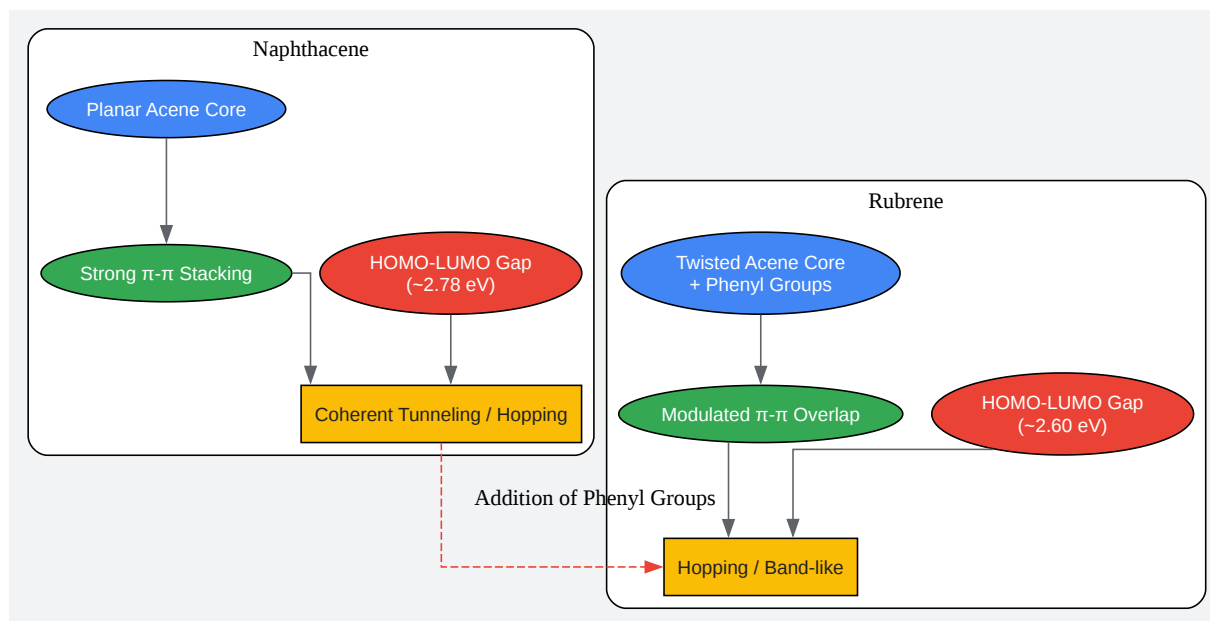 Naphthacene
Planar Acene Core
Strong π-π Stacking
HOMO-LUMO Gap
(~2.78 eV)
Coherent Tunneling / Hopping
Addition of Phenyl Groups
Rubrene
Twisted Acene Core
+ Phenyl Groups
Modulated π-π Overlap
HOMO-LUMO Gap
(~2.60 eV)
Hopping / Band-like